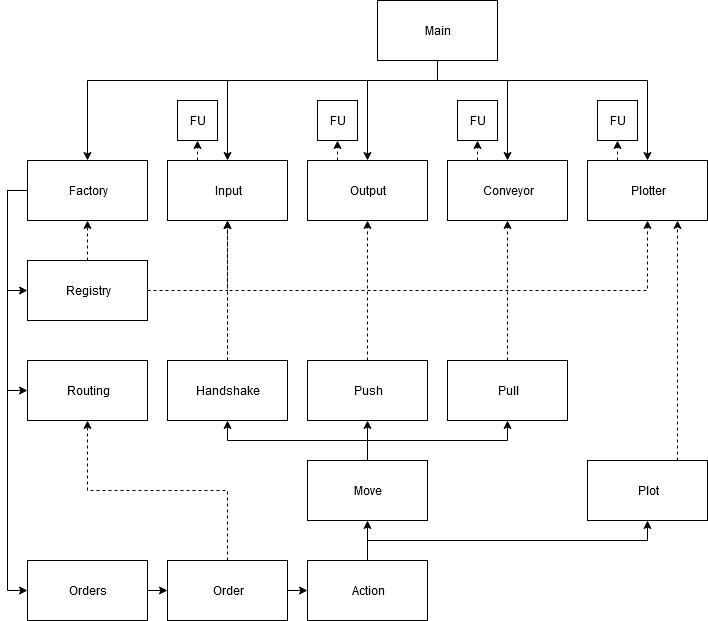 Main
FU
FU
FU
FU
Factory
Input
Output
Conveyor
Plotter
Registry
Routing
Handshake
Push
Pull
Move
Plot
Orders
Order
Action